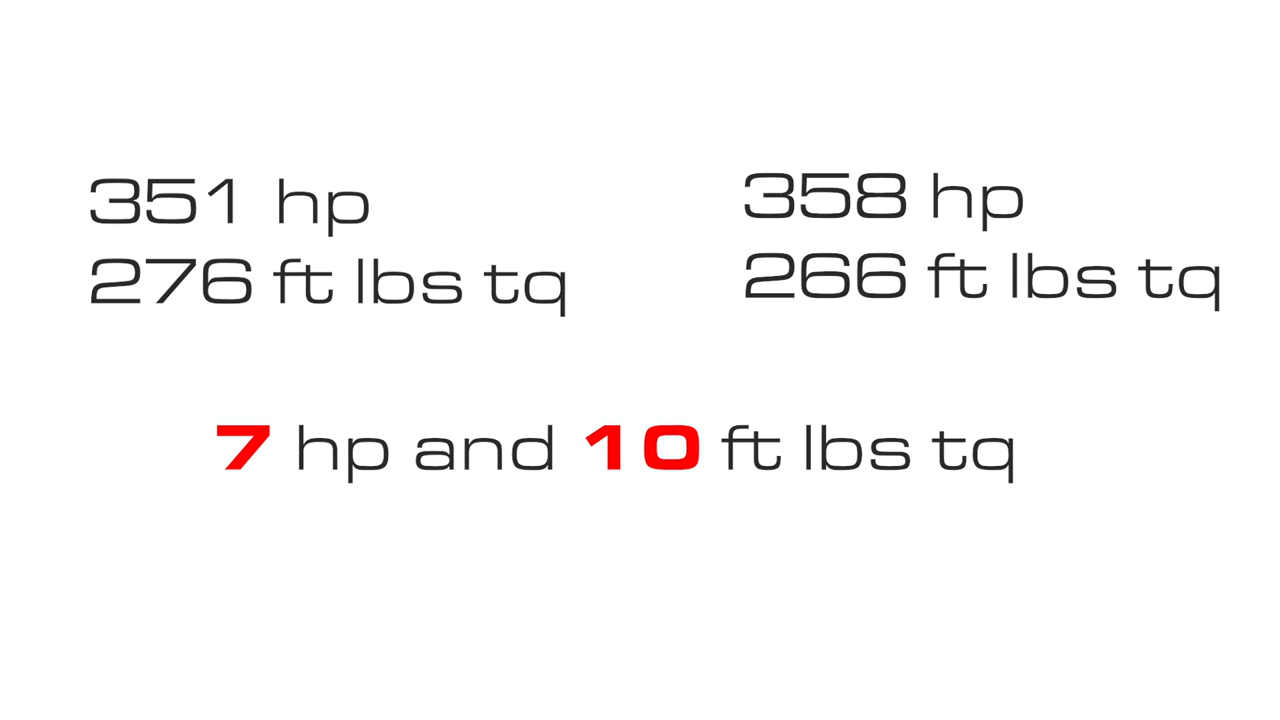 351 hp
276 ft lbs tq
358 hp
266 ft lbs tq
7 hp and 10 ft lbs tq